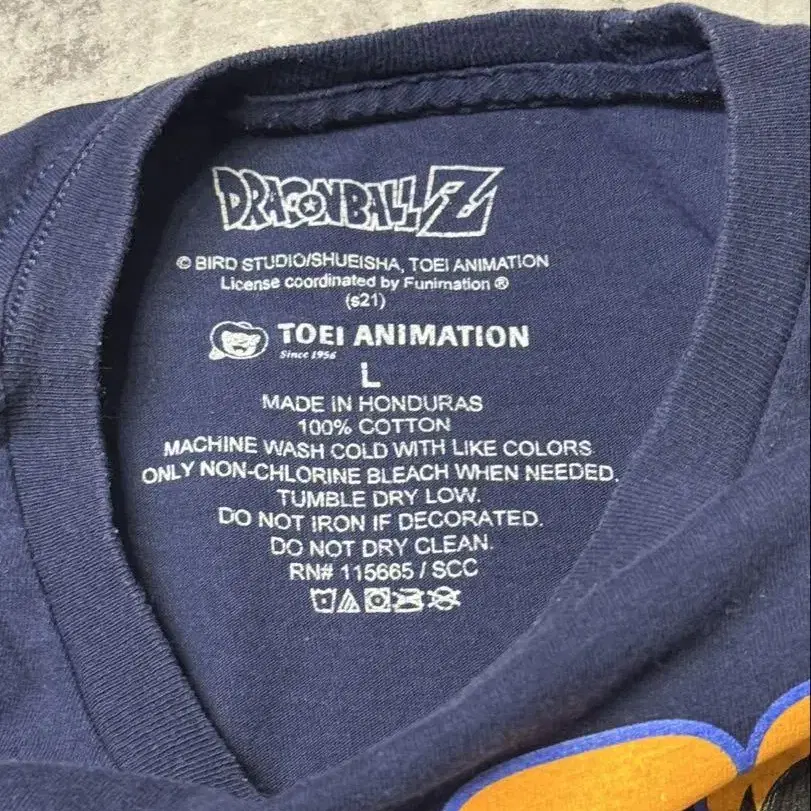 DRAGONBALL Z
© BIRD STUDIO/SHUEISHA, TOEI ANIMATION
License coordinated by Funimation ®
(s21)
TOEI ANIMATION
Since 1956
L
MADE IN HONDURAS
100% COTTON
MACHINE WASH COLD WITH LIKE COLORS
ONLY NON-CHLORINE BLEACH WHEN NEEDED.
TUMBLE DRY LOW.
DO NOT IRON IF DECORATED.
DO NOT DRY CLEAN.
RN# 115665 / SCC